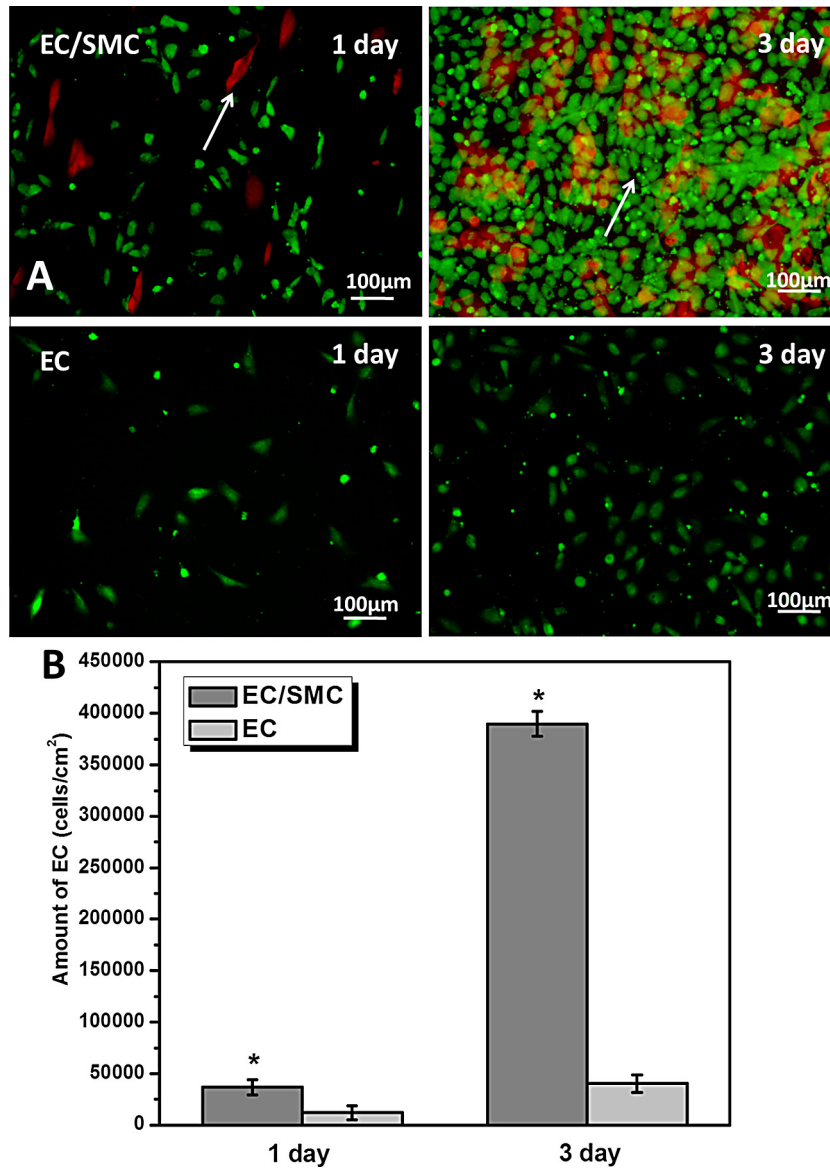 EC/SMC
1 day
3 day
A
100µm
100µm
EC
1 day
3 day
100µm
100µm
B
450000
400000
350000
300000
250000
200000
150000
100000
50000
0
Amount of EC (cells/cm²)
EC/SMC
EC
*
*
1 day
3 day